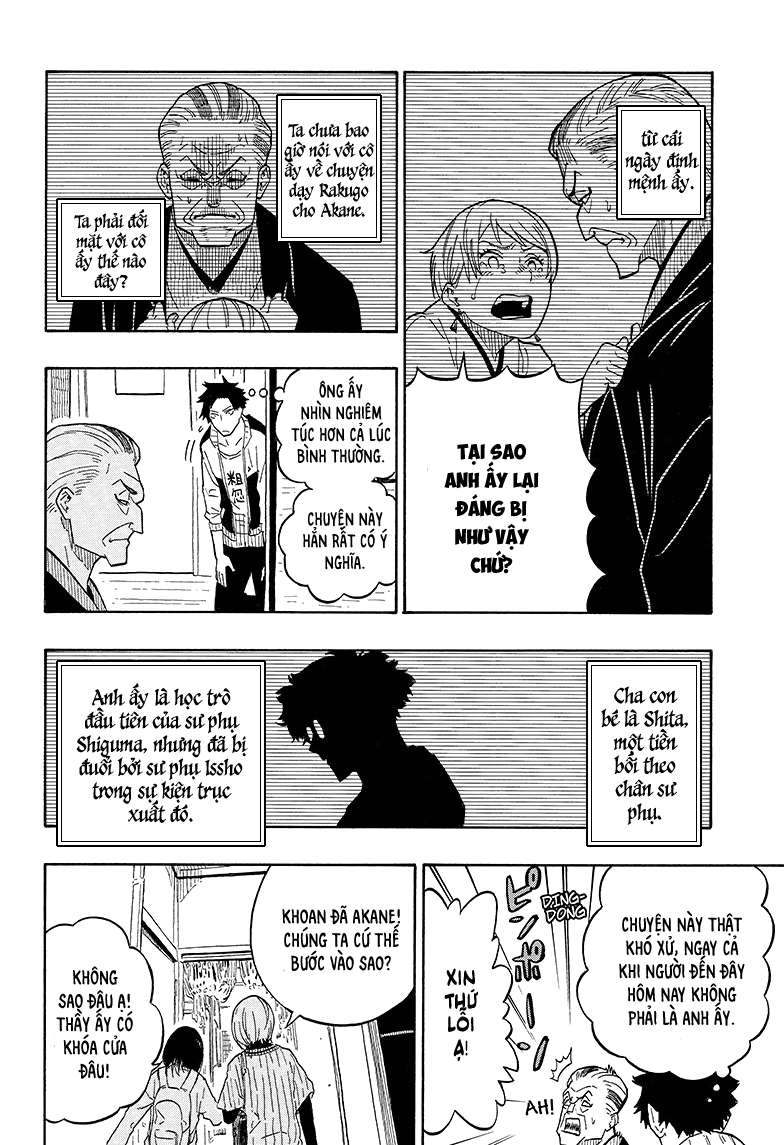 từ cái
ngày định
mệnh ấy.
TẠI SAO
ANH ẤY LẠI
ĐÁNG BỊ
NHƯ VẬY
CHỨ?
Ta chưa bao
giờ nói với cô
ấy về chuyện
dạy Rakugo
cho Akane.
Ta phải đối
mặt với cô
ấy thế nào
đây?
ÔNG ẤY
NHÌN NGHIÊM
TÚC HƠN CẢ LÚC
BÌNH THƯỜNG.
CHUYỆN NÀY
HẲN RẤT CÓ Ý
NGHĨA.
粗忽
Cha con
bé là Shita,
một tiền
bối theo
chân sư
phụ.
Anh ấy là học trò
đầu tiên của sư phụ
Shiguma, nhưng đã bị
đuổi bởi sư phụ Issho
trong sự kiện trục
xuất đó.
CHUYỆN NÀY THẬT
KHÓ XỬ, NGAY CẢ
KHI NGƯỜI ĐẾN ĐÂY
HÔM NAY KHÔNG
PHẢI LÀ ANH ẤY.
ピンポーン
DING-
DONG
XIN
THỨ
LỖI
Ạ!
AH!
KHOAN ĐÃ AKANE!
CHÚNG TA CỨ THẾ
BƯỚC VÀO SAO?
KHÔNG
SAO ĐÂU Ạ!
THẦY ẤY CÓ
KHÓA CỬA
ĐÂU!